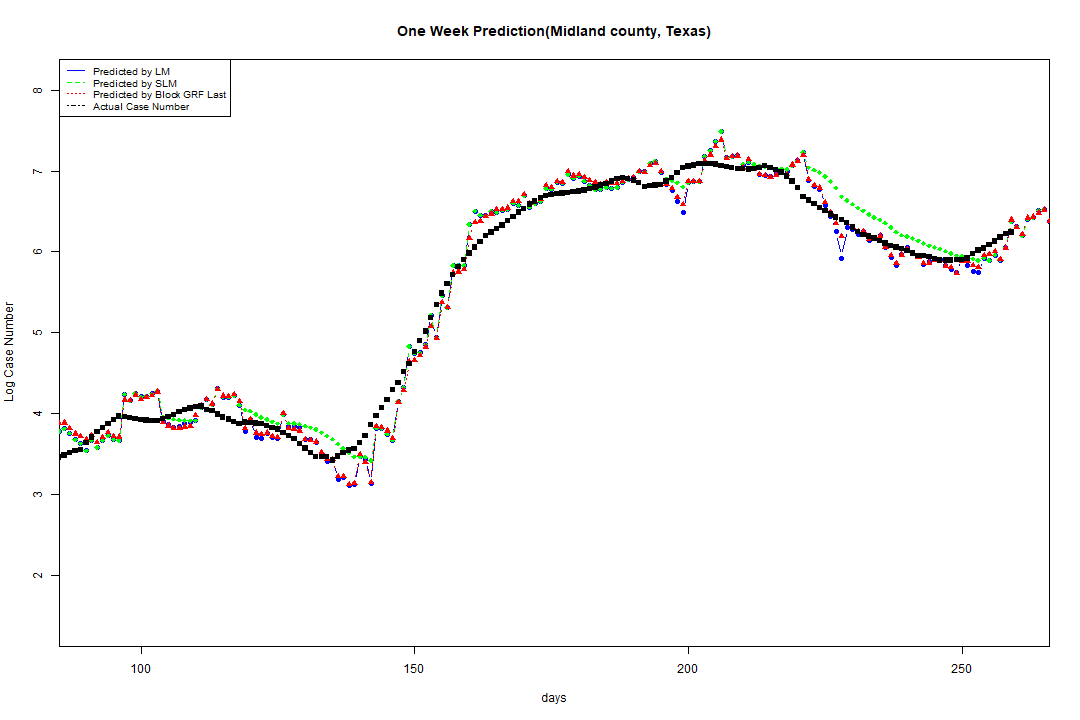 One Week Prediction(Midland county, Texas)
Predicted by LM
Predicted by SLM
Predicted by Block GRF Last
Actual Case Number
8
7
6
5
4
3
2
Log Case Number
100 150 200 250
days